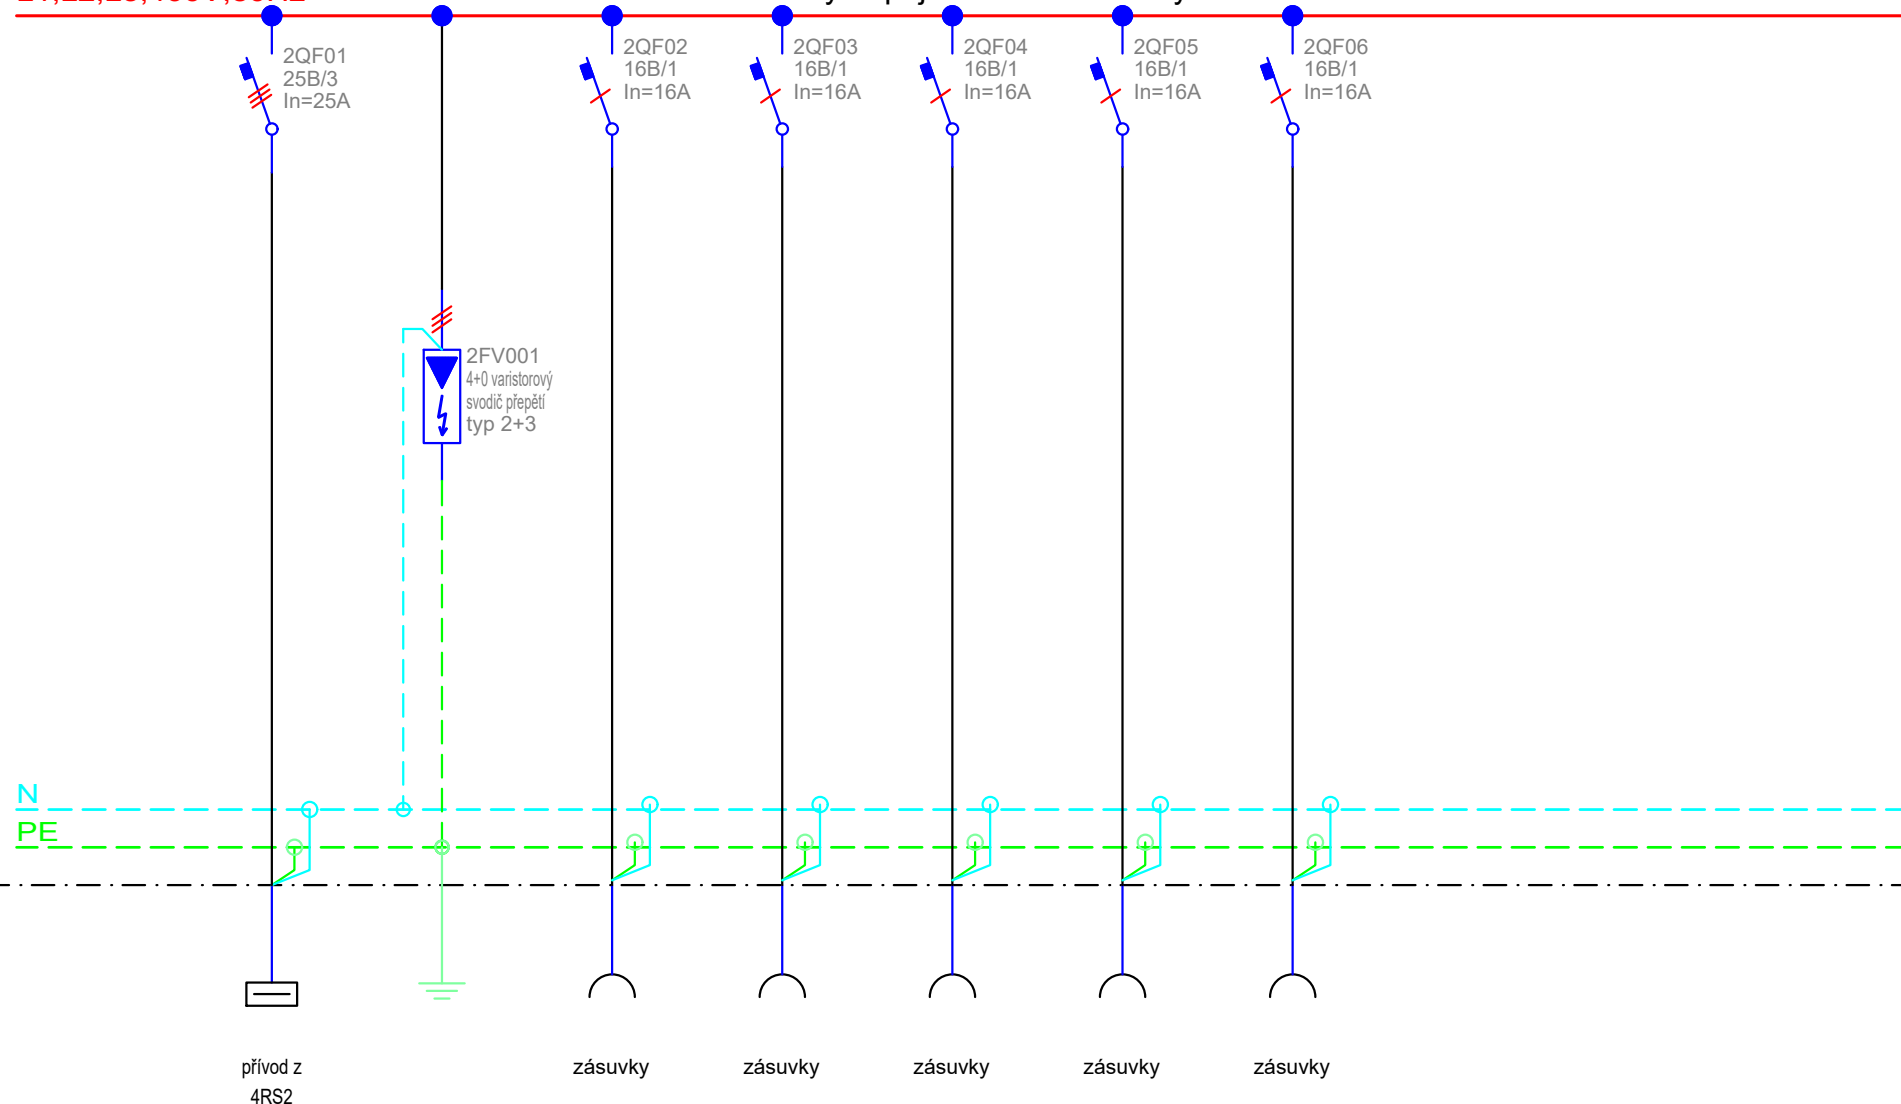 2QF01
25B/3
In=25A
2QF02
16B/1
In=16A
2QF03
16B/1
In=16A
2QF04
16B/1
In=16A
2QF05
16B/1
In=16A
2QF06
16B/1
In=16A
2FV001
4+0 varistorový
svodič přepětí
typ 2+3
N
PE
přívod z
4RS2
zásuvky
zásuvky
zásuvky
zásuvky
zásuvky